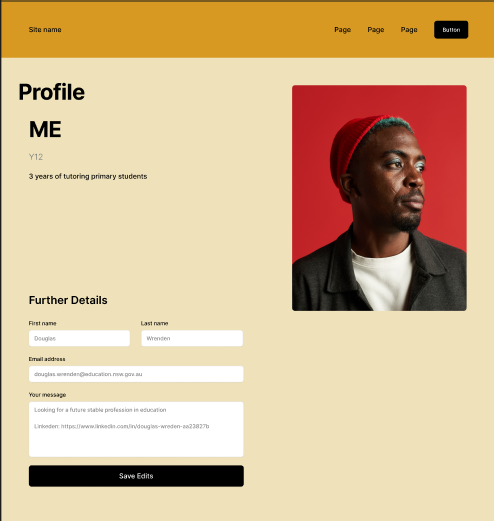 Site name
Page
Page
Page
Button
Profile
ME
Y12
3 years of tutoring primary students
Further Details
First name
Last name
Douglas
Wrenden
Email address
douglas.wrenden@education.nsw.gov.au
Your message
Looking for a future stable profession in education
Linkeden: https://www.linkedin.com/in/douglas-wreden-aa23827b
Save Edits